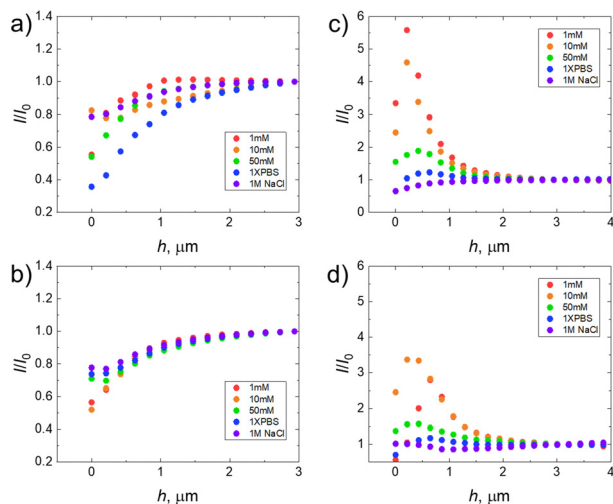 a)
1.4
1.2
1.0
0.8
0.6
0.4
0.2
I/I0
0
1
2
3
h, μm
1mM
10mM
50mM
1XPBS
1M NaCl
c)
6
5
4
3
2
1
0
I/I0
0
1
2
3
4
h, μm
1mM
10mM
50mM
1XPBS
1M NaCl
b)
1.4
1.2
1.0
0.8
0.6
0.4
0.2
I/I0
0
1
2
3
h, μm
1mM
10mM
50mM
1XPBS
1M NaCl
d)
6
5
4
3
2
1
0
I/I0
0
1
2
3
4
h, μm
1mM
10mM
50mM
1XPBS
1M NaCl